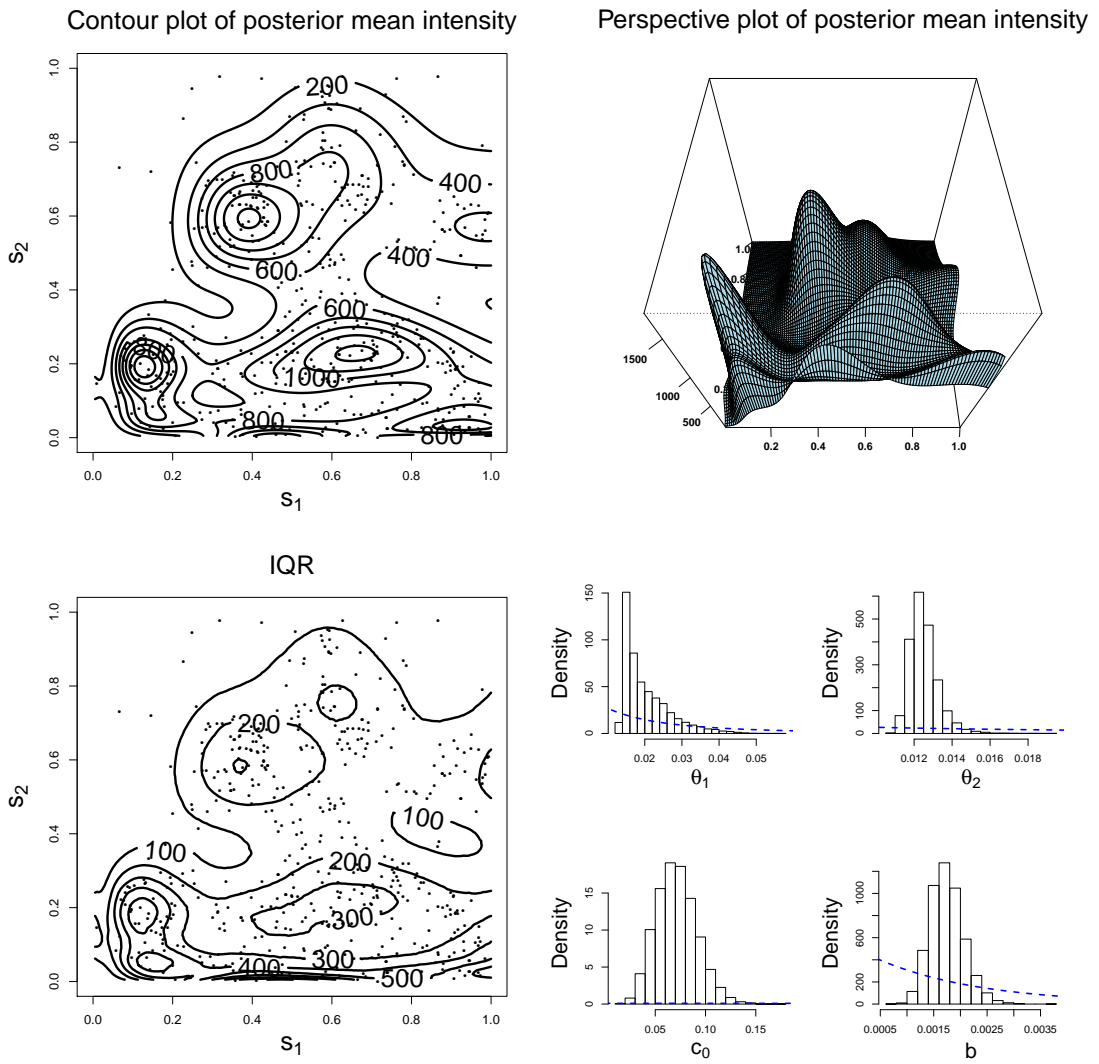 Contour plot of posterior mean intensity
1.0
0.8
0.6
0.4
0.2
0.0
s2
200
800
400
400
600
600
1000
800
800
0.0 0.2 0.4 0.6 0.8 1.0
s1
Perspective plot of posterior mean intensity
1.0
0.8
1500
1000
500
0.2 0.4 0.6 0.8 1.0
IQR
1.0
0.8
0.6
0.4
0.2
0.0
s2
200
100
100
200
300
300
400
500
0.0 0.2 0.4 0.6 0.8 1.0
s1
Density
150
100
50
0
0.02 0.03 0.04 0.05
θ1
Density
500
300
100
0
0.012 0.014 0.016 0.018
θ2
Density
15
10
5
0
0.05 0.10 0.15
c0
Density
1000
600
200
0
0.0005 0.0015 0.0025 0.0035
b